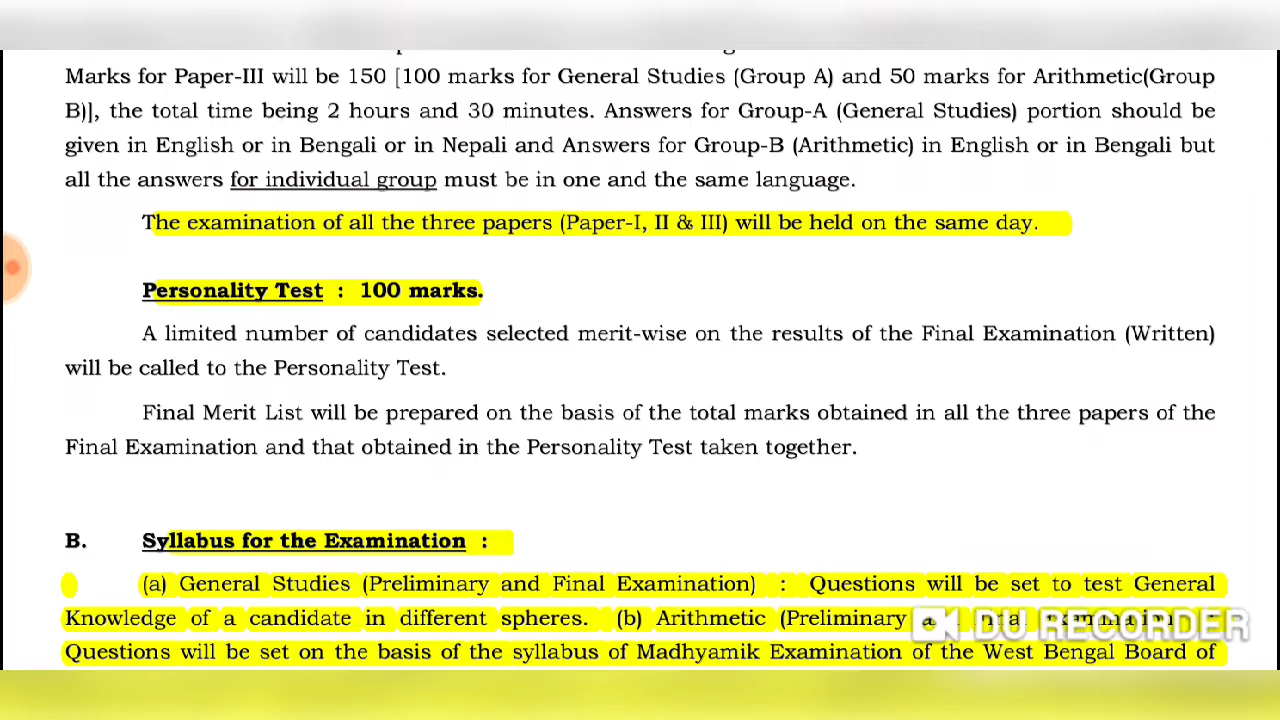 Marks for Paper-III will be 150 [100 marks for General Studies (Group A) and 50 marks for Arithmetic(Group
B)], the total time being 2 hours and 30 minutes. Answers for Group-A (General Studies) portion should be
given in English or in Bengali or in Nepali and Answers for Group-B (Arithmetic) in English or in Bengali but
all the answers for individual group must be in one and the same language.
The examination of all the three papers (Paper-I, II & III) will be held on the same day.
Personality Test : 100 marks.
A limited number of candidates selected merit-wise on the results of the Final Examination (Written)
will be called to the Personality Test.
Final Merit List will be prepared on the basis of the total marks obtained in all the three papers of the
Final Examination and that obtained in the Personality Test taken together.
B. Syllabus for the Examination :
(a) General Studies (Preliminary and Final Examination) : Questions will be set to test General
Knowledge of a candidate in different spheres. (b) Arithmetic (Preliminary
DU RECORDER
Questions will be set on the basis of the syllabus of Madhyamik Examination of the West Bengal Board of